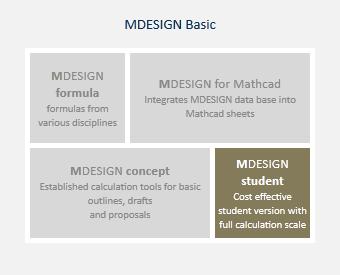 MDESIGN Basic
MDESIGN
formula
formulas from
various disciplines
MDESIGN for Mathcad
Integrates MDESIGN data base into
Mathcad sheets
MDESIGN concept
Established calculation tools for basic
outlines, drafts
and proposals
MDESIGN
student
Cost effective
student version with
full calculation scale